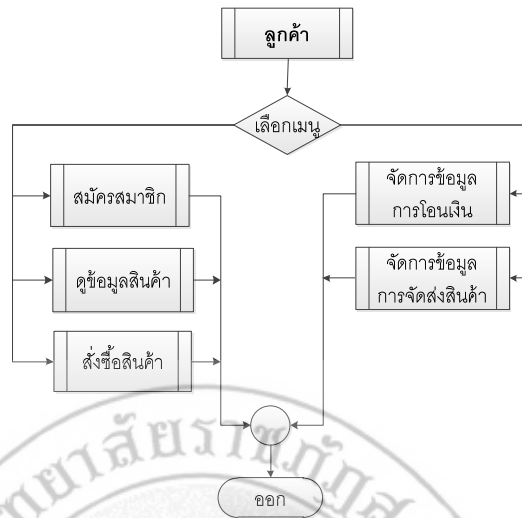 ลูกค้า
เลือกเมนู
สมัครสมาชิก
ดูข้อมูลสินค้า
สั่งซื้อสินค้า
จัดการข้อมูล
การโอนเงิน
จัดการข้อมูล
การจัดส่งสินค้า
ออก